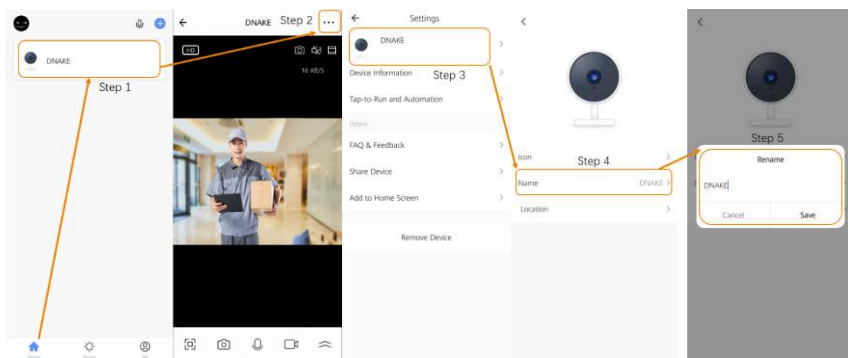 DNAKE
Step 1
DNAKE
Step 2
HD
16 KB/S
Settings
DNAKE
Device Information
Step 3
Tap-to-Run and Automation
Others
FAQ & Feedback
Share Device
Add to Home Screen
Remove Device
Icon
Step 4
Name
DNAKE
Location
Step 5
Rename
DNAKE
Cancel
Save